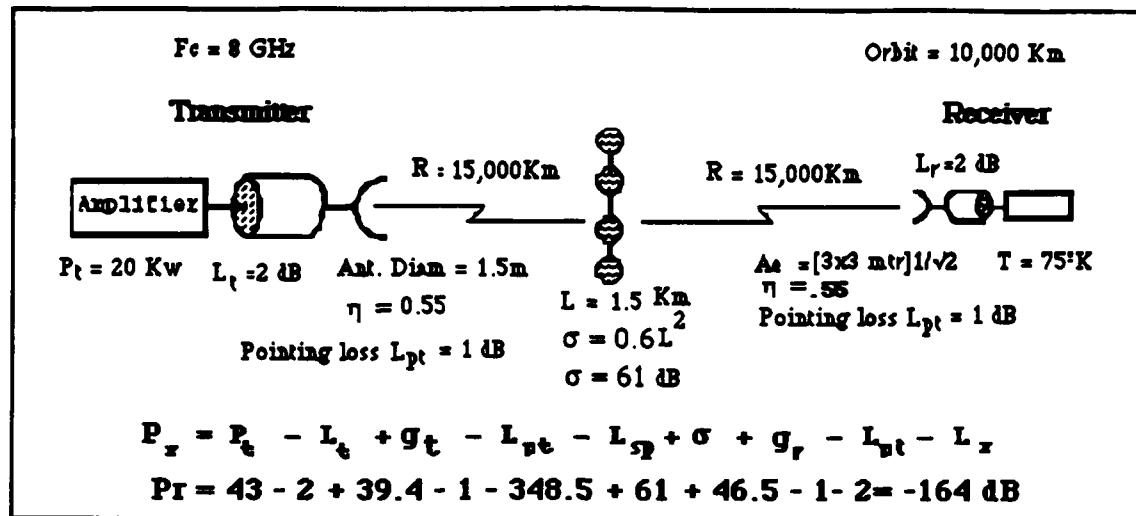 Fc = 8 GHz
Orbit = 10,000 Km
Transmitter
Receiver
R : 15,000Km
R = 15,000Km
Lᵣ=2 dB
Amplifier
Pₜ = 20 Kw
Lₜ=2 dB
Ant. Diam = 1.5m
η = 0.55
Pointing loss Lₚₜ = 1 dB
L = 1.5 Km
σ = 0.6L²
σ = 61 dB
Ae = [3x3 mtr]1/√2
T = 75°K
η = .55
Pointing loss Lₚₜ = 1 dB
Pᵣ = Pₜ - Lₜ + gₜ - Lₚₜ - Lₛₚ + σ + gᵣ - Lₚₜ - Lᵣ
Pr = 43 - 2 + 39.4 - 1 - 348.5 + 61 + 46.5 - 1- 2= -164 dB